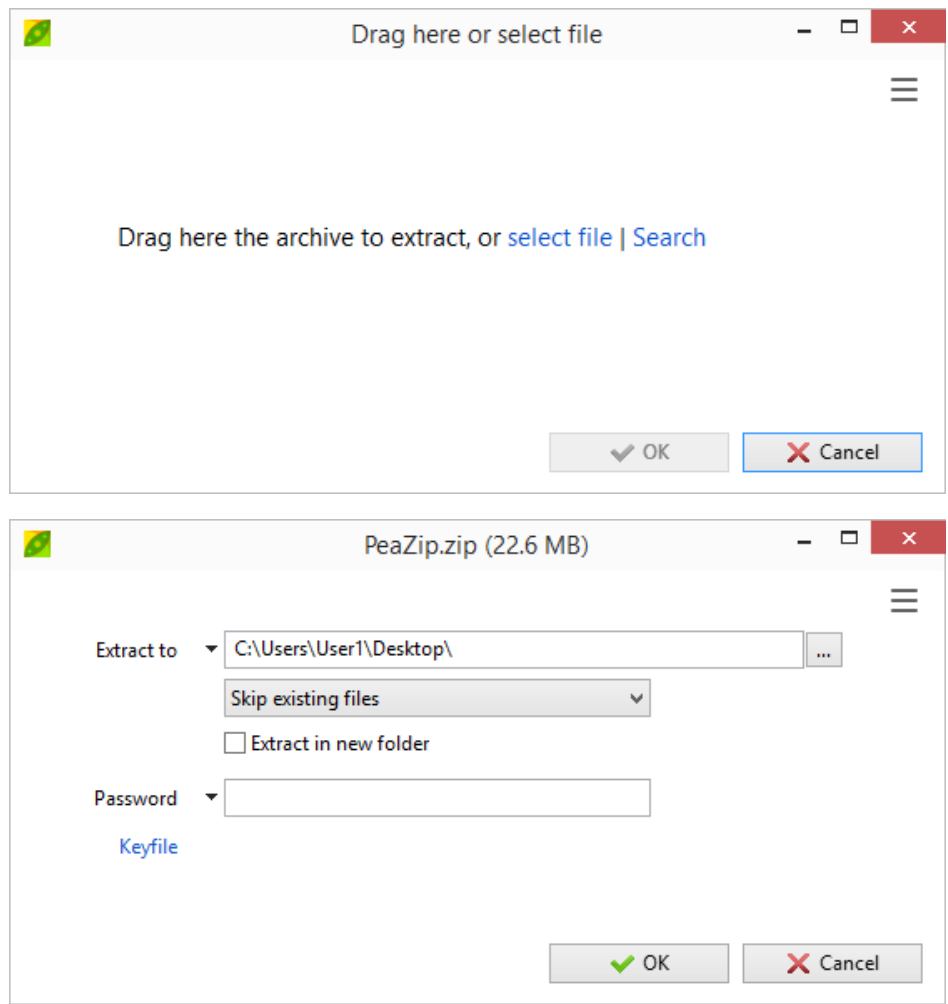 Drag here or select file
Drag here the archive to extract, or select file | Search
OK
Cancel
PeaZip.zip (22.6 MB)
Extract to
C:\Users\User1\Desktop\
...
Skip existing files
Extract in new folder
Password
Keyfile
OK
Cancel